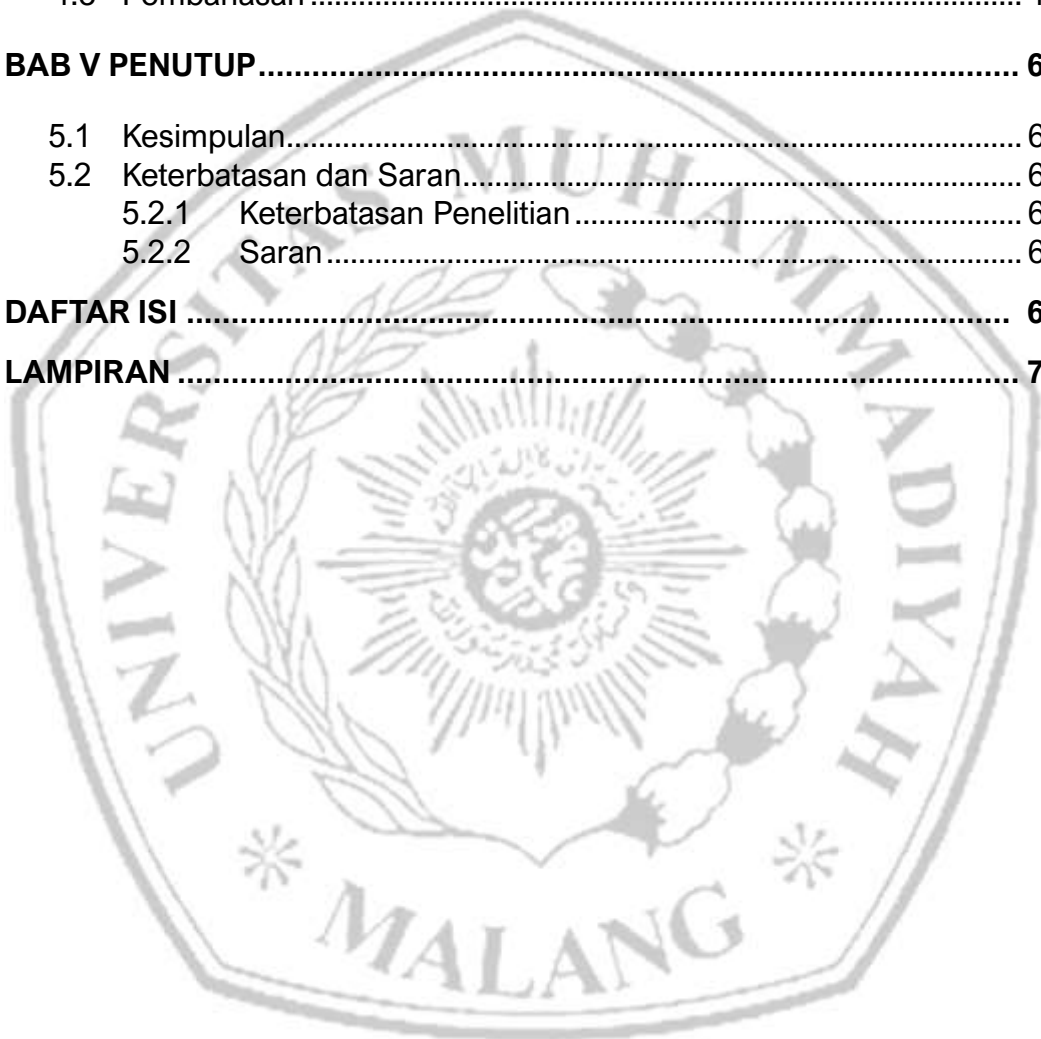 Pembahasan ........................................................................................
BAB V PENUTUP................................................................................... 6
5.1 Kesimpulan................................................................................ 6
5.2 Keterbatasan dan Saran............................................................. 6
5.2.1 Keterbatasan Penelitian ................................................. 6
5.2.2 Saran............................................................................ 6
DAFTAR ISI .......................................................................................... 6
LAMPIRAN ............................................................................................ 7
UNIVERSITAS MUHAMMADIYAH
MALANG